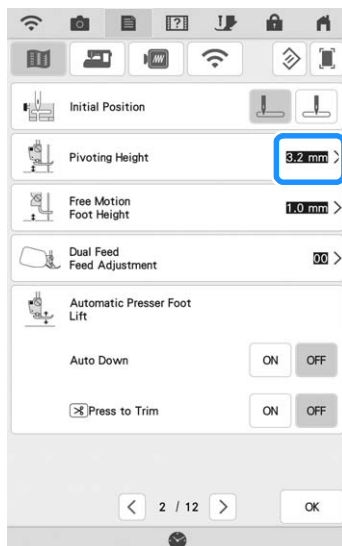 Initial Position
Pivoting Height
3.2 mm >
Free Motion
Foot Height
1.0 mm >
Dual Feed
Feed Adjustment
00 >
Automatic Presser Foot
Lift
Auto Down
ON OFF
Press to Trim
ON OFF
< 2 / 12 >
OK